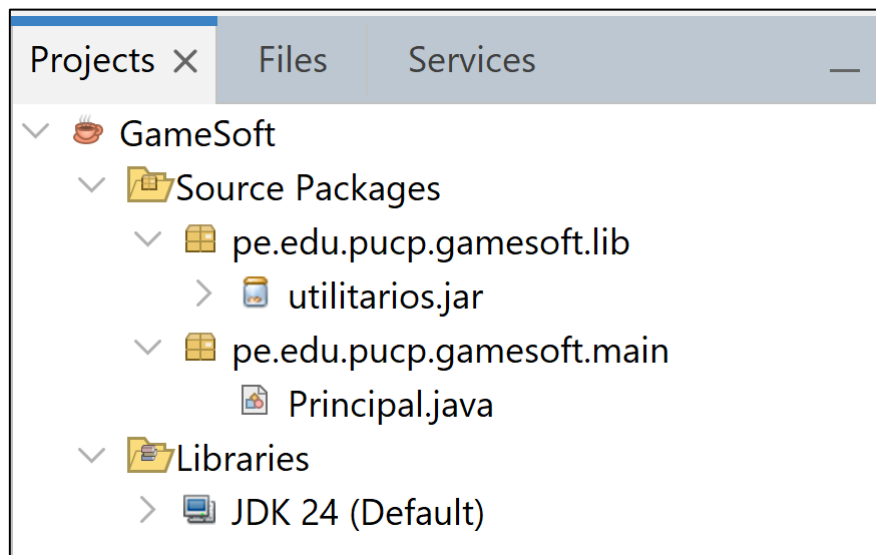 Projects Files Services
GameSoft
Source Packages
pe.edu.pucp.gamesoft.lib
utilitarios.jar
pe.edu.pucp.gamesoft.main
Principal.java
Libraries
JDK 24 (Default)